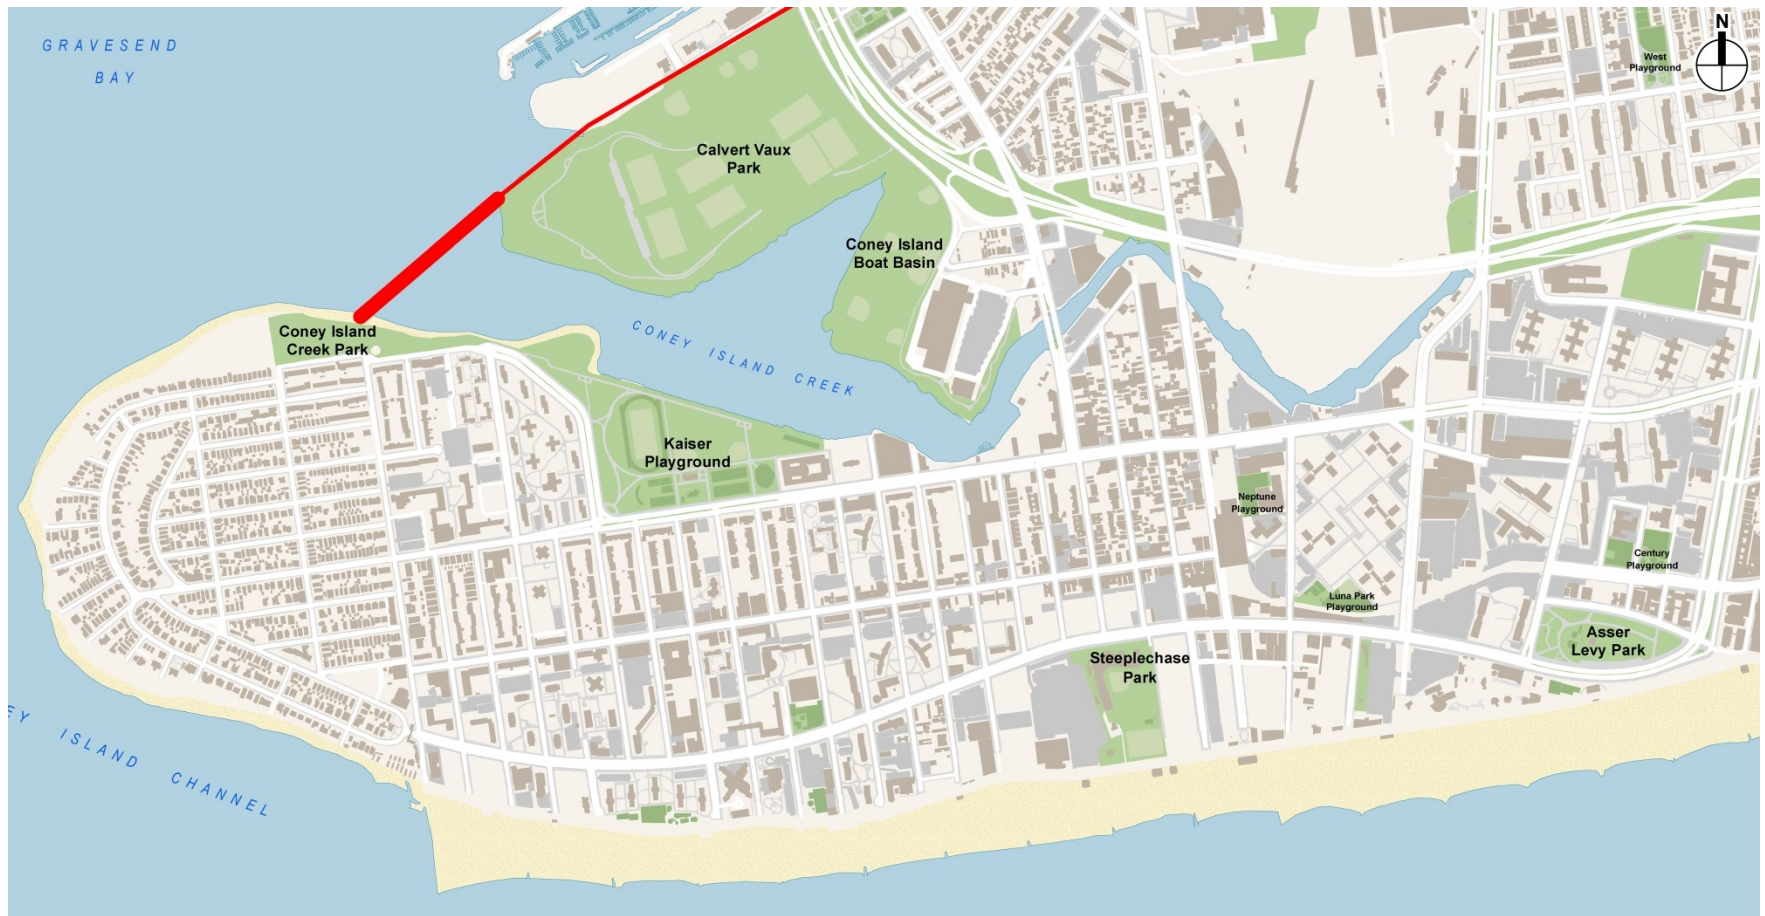 GRAVESEND
BAY
N
West
Playground
Calvert Vaux
Park
Coney Island
Boat Basin
Coney Island
Creek Park
CONEY ISLAND CREEK
Kaiser
Playground
Neptune
Playground
Century
Playground
Luna Park
Playground
Asser
Levy Park
Steeplechase
Park
EY ISLAND CHANNEL